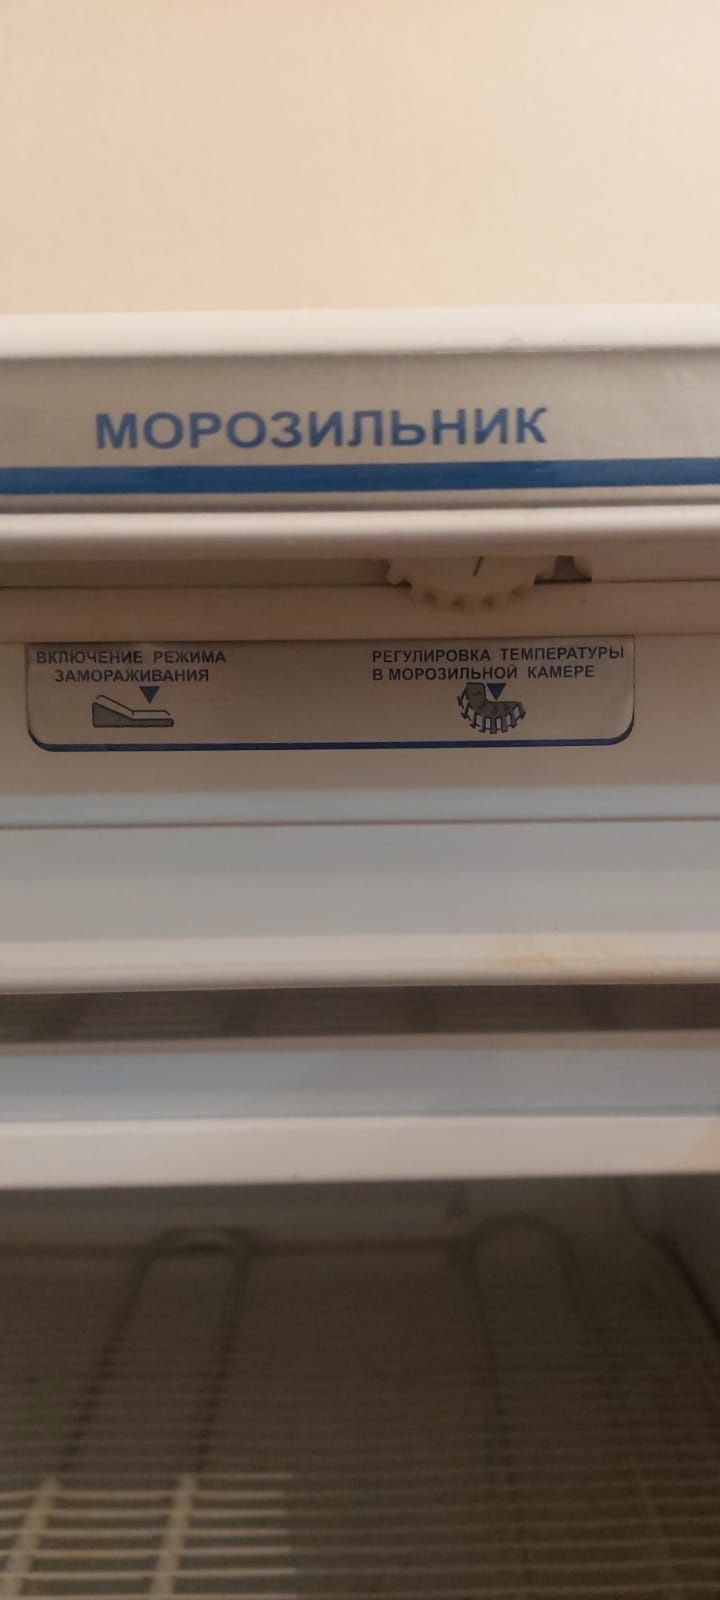 МОРОЗИЛЬНИК
ВКЛЮЧЕНИЕ РЕЖИМА
ЗАМОРАЖИВАНИЯ
РЕГУЛИРОВКА ТЕМПЕРАТУРЫ
В МОРОЗИЛЬНОЙ КАМЕРЕ